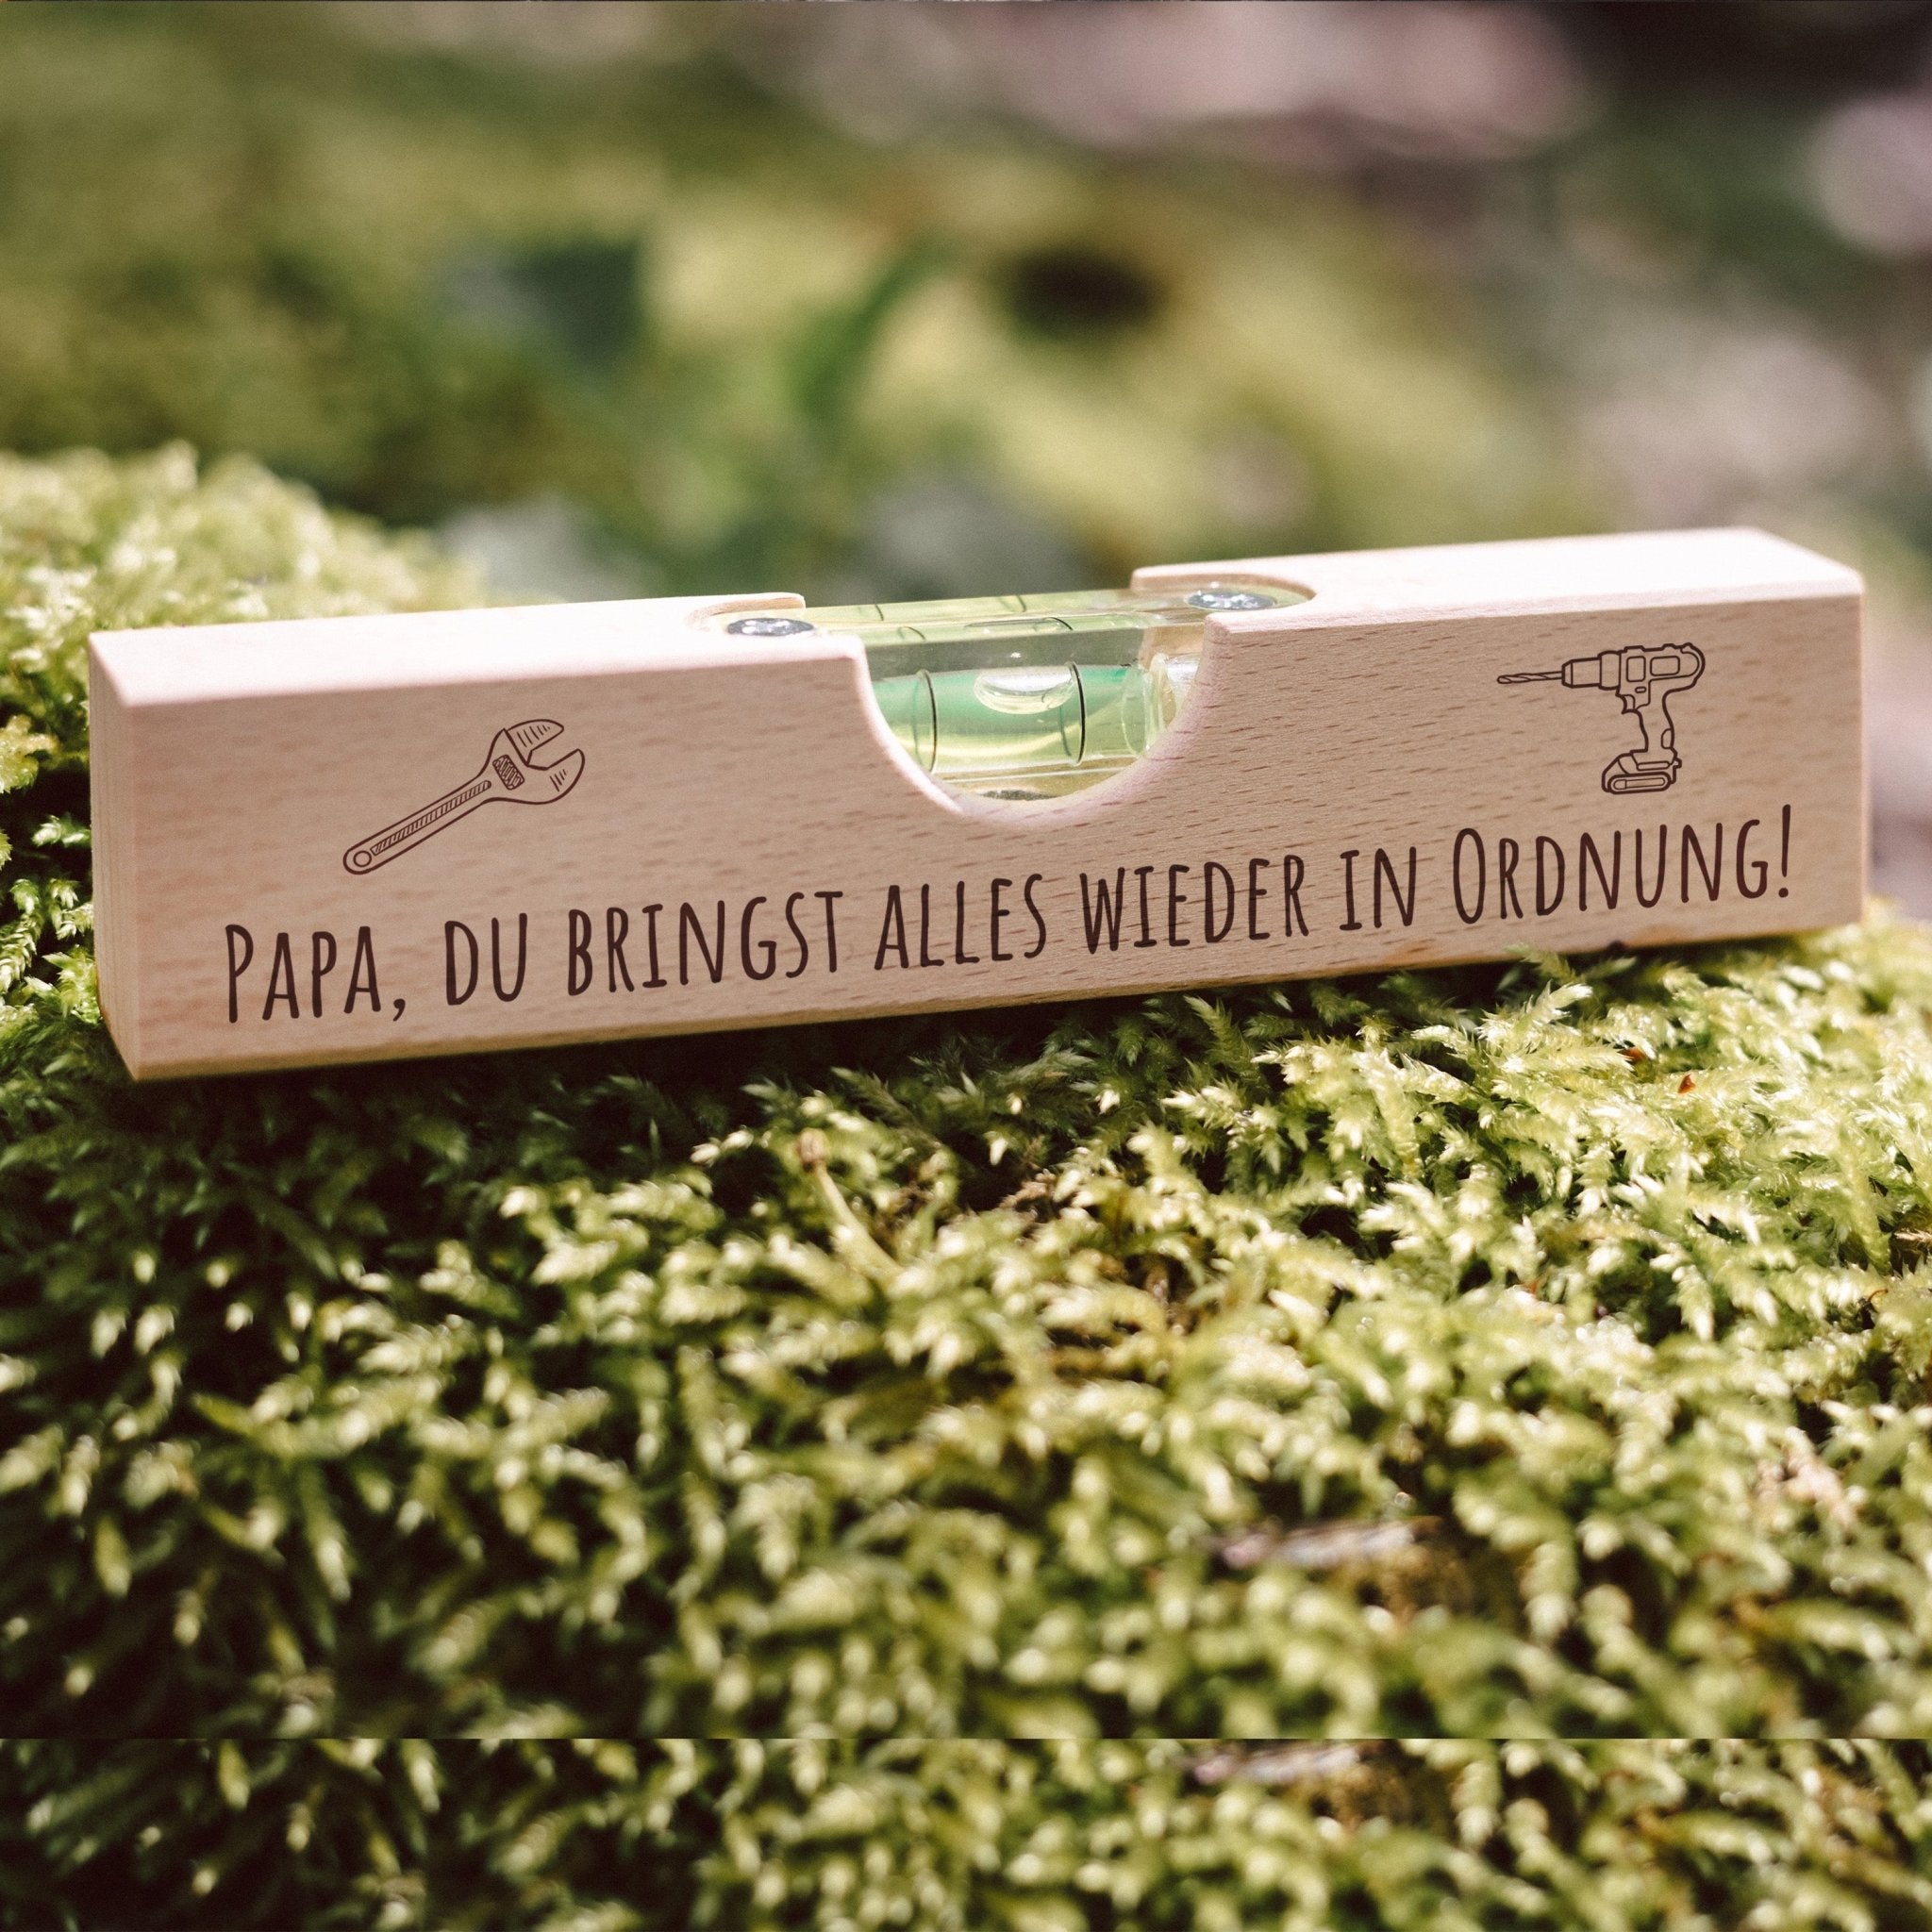 Papa, du bringst alles wieder in Ordnung!